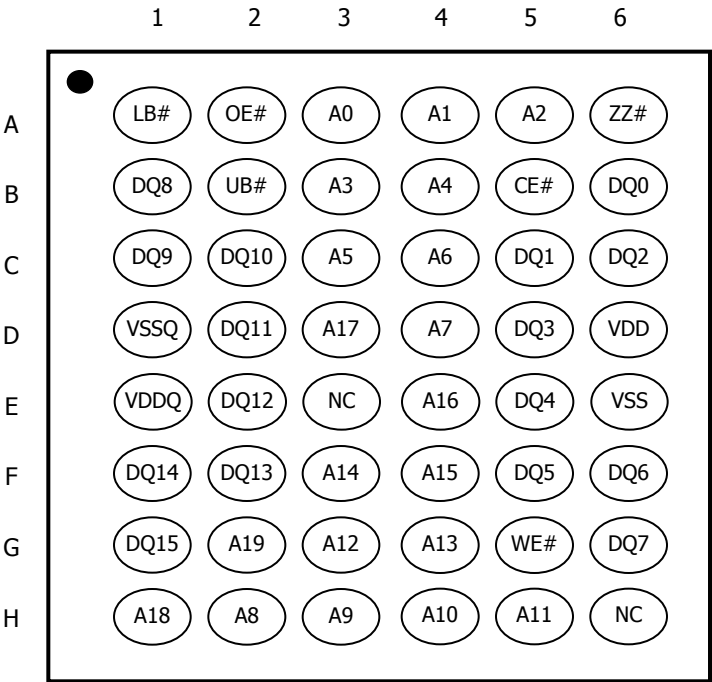 1 2 3 4 5 6
A LB# OE# A0 A1 A2 ZZ#
B DQ8 UB# A3 A4 CE# DQ0
C DQ9 DQ10 A5 A6 DQ1 DQ2
D VSSQ DQ11 A17 A7 DQ3 VDD
E VDDQ DQ12 NC A16 DQ4 VSS
F DQ14 DQ13 A14 A15 DQ5 DQ6
G DQ15 A19 A12 A13 WE# DQ7
H A18 A8 A9 A10 A11 NC